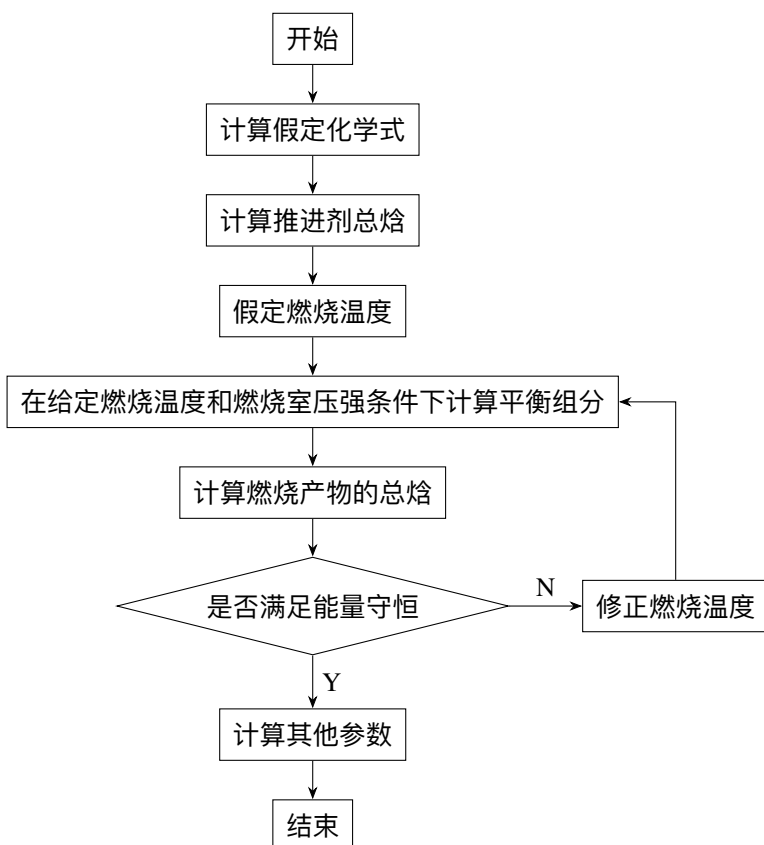 开始
计算假定化学式
计算推进剂总焓
假定燃烧温度
在给定燃烧温度和燃烧室压强条件下计算平衡组分
计算燃烧产物的总焓
是否满足能量守恒
N
修正燃烧温度
Y
计算其他参数
结束